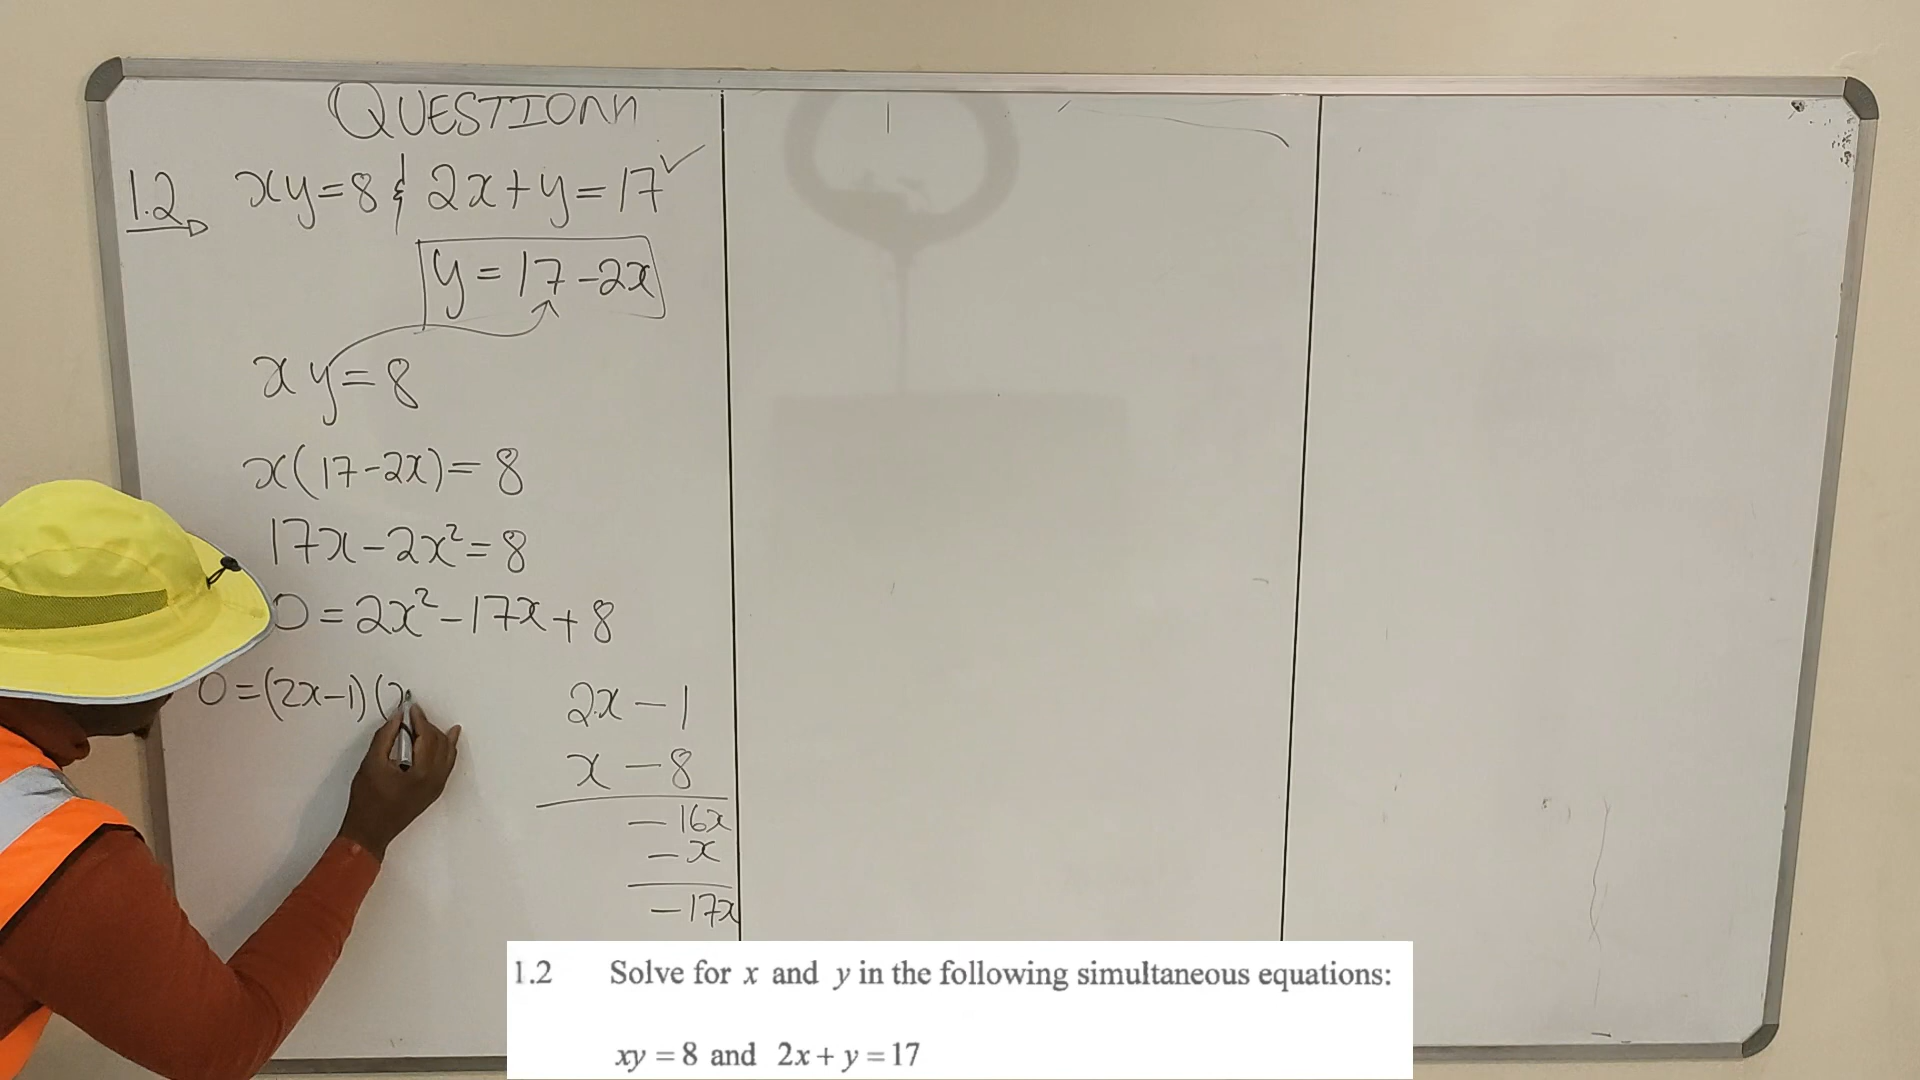 QUESTION 1
1.2 xy=8 & 2x+y=17✓
y=17-2x
xy=8
x(17-2x)=8
17x-2x²=8
0=2x²-17x+8
0=(2x-1)(x
2x-1
x-8
-16x
-x
-17x
1.2 Solve for x and y in the following simultaneous equations:
xy = 8 and 2x + y = 17